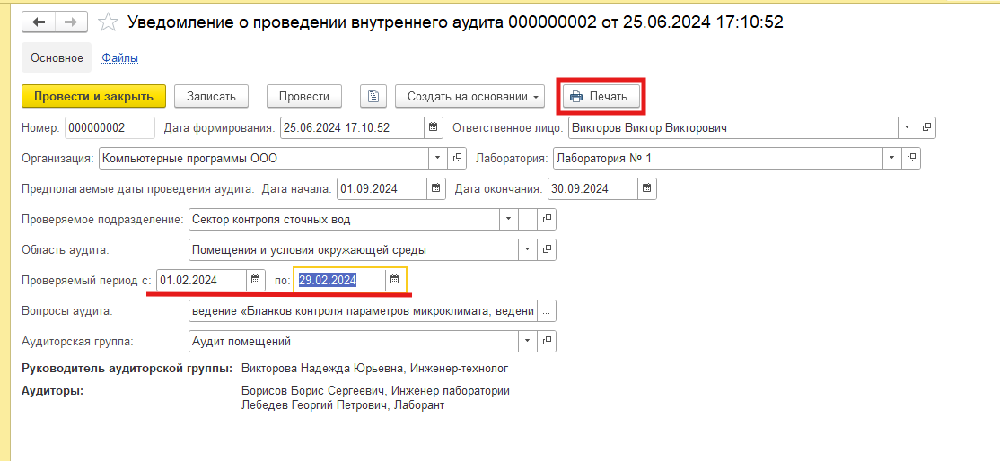 Уведомление о проведении внутреннего аудита 000000002 от 25.06.2024 17:10:52
Основное Файлы
Провести и закрыть Записать Провести Создать на основании Печать
Номер: 000000002 Дата формирования: 25.06.2024 17:10:52 Ответственное лицо: Викторов Виктор Викторович
Организация: Компьютерные программы ООО Лаборатория: Лаборатория № 1
Предполагаемые даты проведения аудита: Дата начала: 01.09.2024 Дата окончания: 30.09.2024
Проверяемое подразделение: Сектор контроля сточных вод ...
Область аудита: Помещения и условия окружающей среды
Проверяемый период с: 01.02.2024 по: 29.02.2024
Вопросы аудита: ведение «Бланков контроля параметров микроклимата; ведени ...
Аудиторская группа: Аудит помещений
Руководитель аудиторской группы: Викторова Надежда Юрьевна, Инженер-технолог
Аудиторы: Борисов Борис Сергеевич, Инженер лаборатории
Лебедев Георгий Петрович, Лаборант